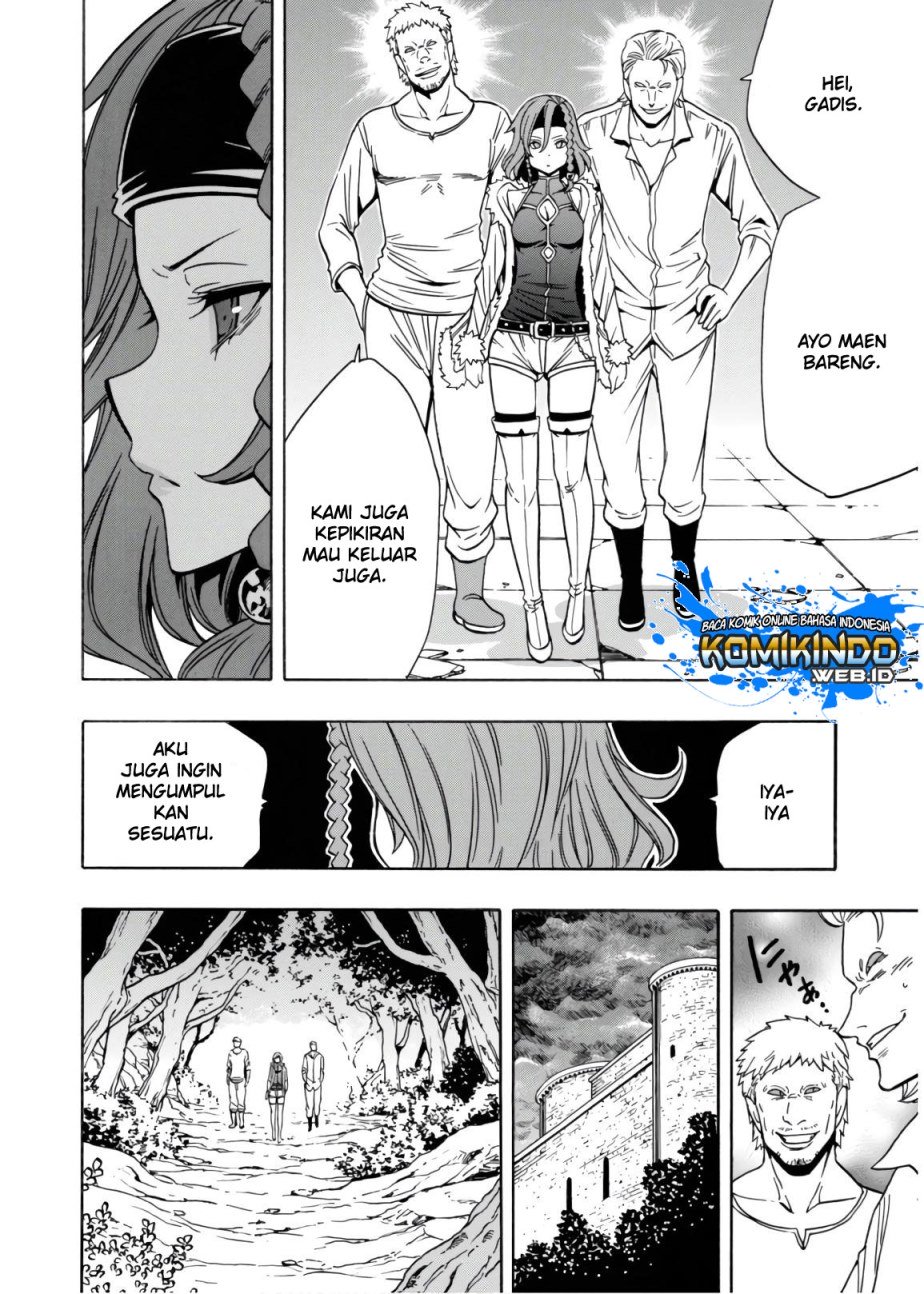 HEI,
GADIS.
AYO MAEN
BARENG.
KAMI JUGA
KEPIKIRAN
MAU KELUAR
JUGA.
BACA KOMIK ONLINE BAHASA INDONESIA
KOMIKINDO
.WEB.ID
IYA-
IYA
AKU
JUGA INGIN
MENGUMPUL
KAN
SESUATU.
にやぁ..